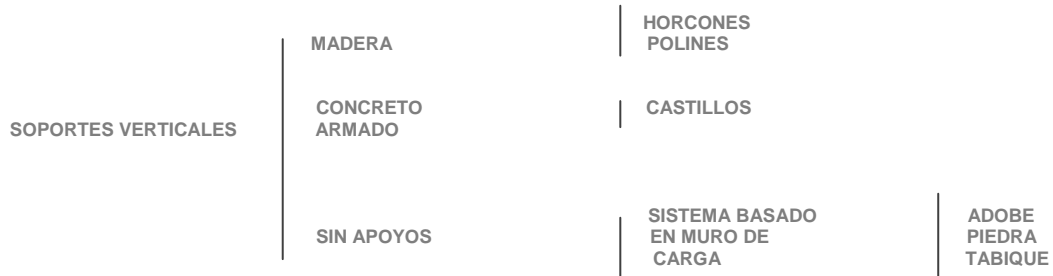 SOPORTES VERTICALES
MADERA
HORCONES
POLINES
CONCRETO
ARMADO
CASTILLOS
SIN APOYOS
SISTEMA BASADO
EN MURO DE
CARGA
ADOBE
PIEDRA
TABIQUE